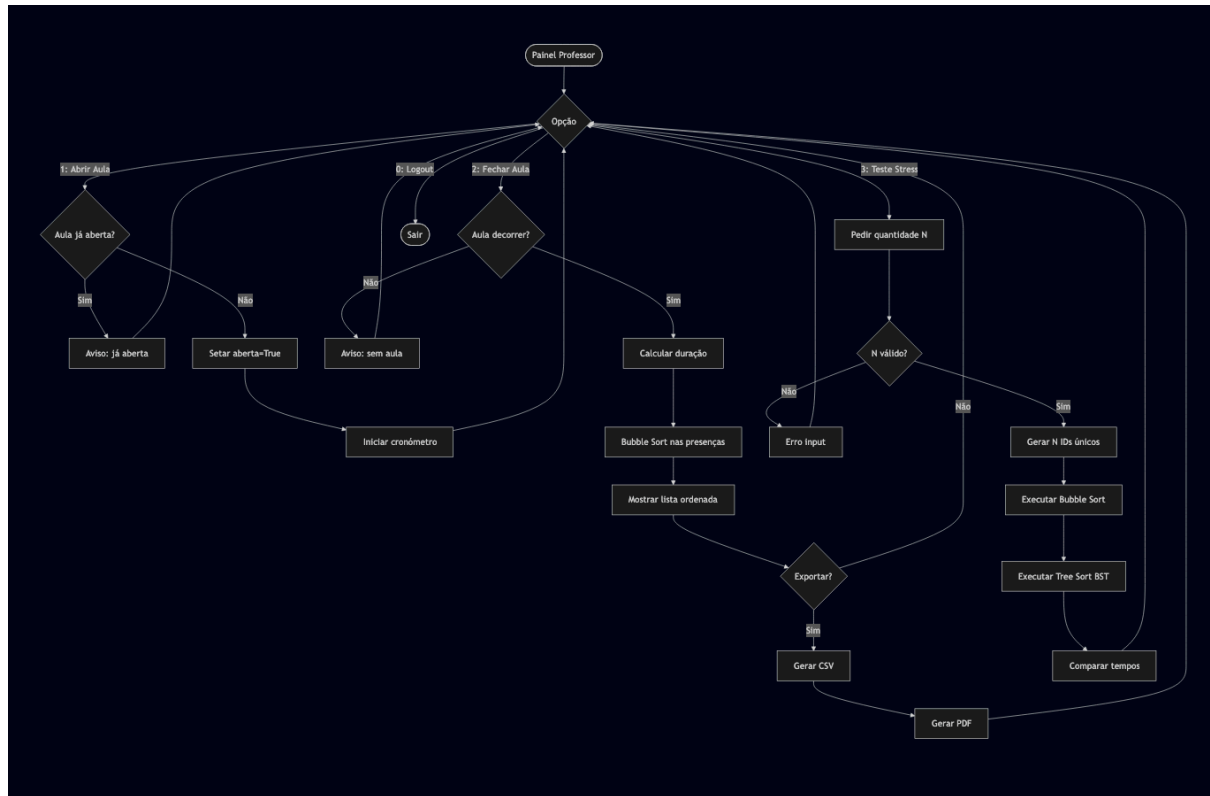 Painel Professor
Opção
1: Abrir Aula
0: Logout
2: Fechar Aula
3: Teste Stress
Aula já aberta?
Sair
Aula decorrer?
Pedir quantidade N
Não
Sim
Não
Sim
Aviso: já aberta
Setar aberta=True
Aviso: sem aula
Calcular duração
N válido?
Não
Não
Sim
Iniciar cronómetro
Bubble Sort nas presenças
Erro Input
Gerar N IDs únicos
Mostrar lista ordenada
Executar Bubble Sort
Exportar?
Executar Tree Sort BST
Sim
Gerar CSV
Comparar tempos
Gerar PDF